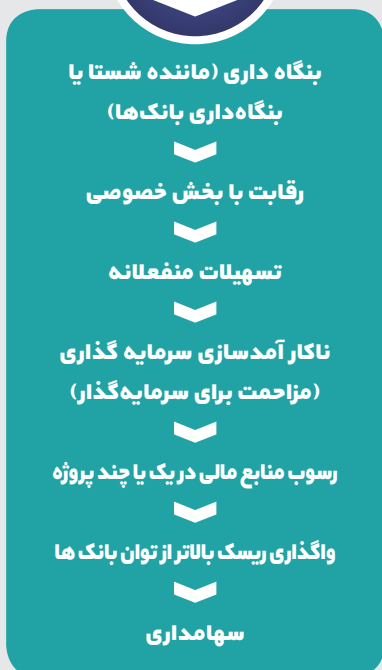 بنگاه داری (ماننده شستا یا
بنگاه‌داری بانک‌ها)
رقابت با بخش خصوصی
تسهیلات منفعلانه
ناکار آمدسازی سرمایه گذاری
(مزاحمت برای سرمایه‌گذار)
رسوب منابع مالی در یک یا چند پروژه
واگذاری ریسک بالاتر از توان بانک ها
سهامداری